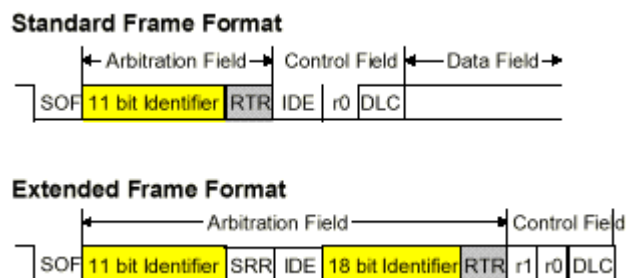 Standard Frame Format
Arbitration Field Control Field Data Field
SOF 11 bit Identifier RTR IDE r0 DLC
Extended Frame Format
Arbitration Field Control Field
SOF 11 bit Identifier SRR IDE 18 bit Identifier RTR r1 r0 DLC